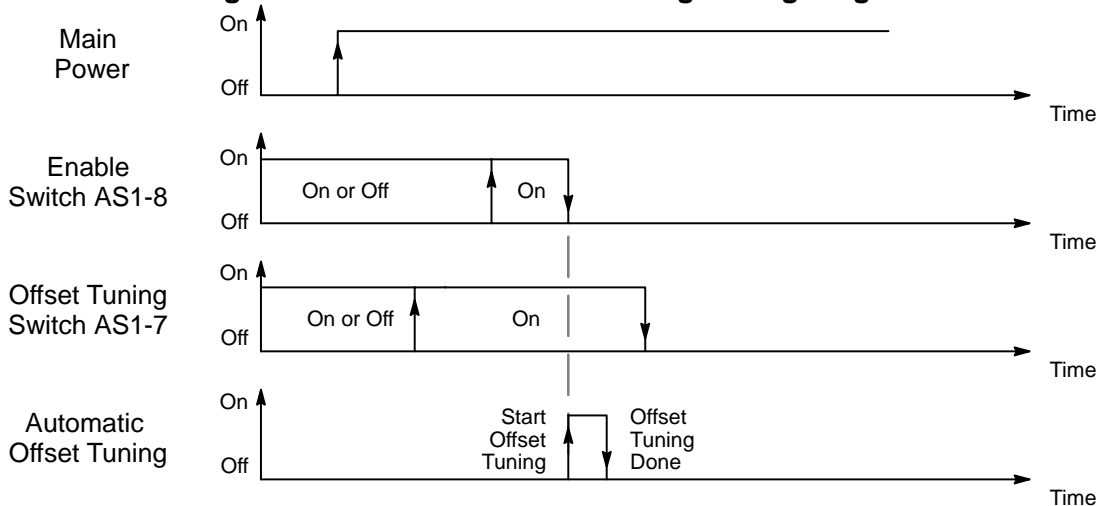 On
Main
Power
Off
Time
On
Enable
Switch AS1-8
On or Off
On
Off
Time
On
Offset Tuning
Switch AS1-7
On or Off
On
Off
Time
On
Automatic
Offset Tuning
Start
Offset
Tuning
Offset
Tuning
Done
Off
Time